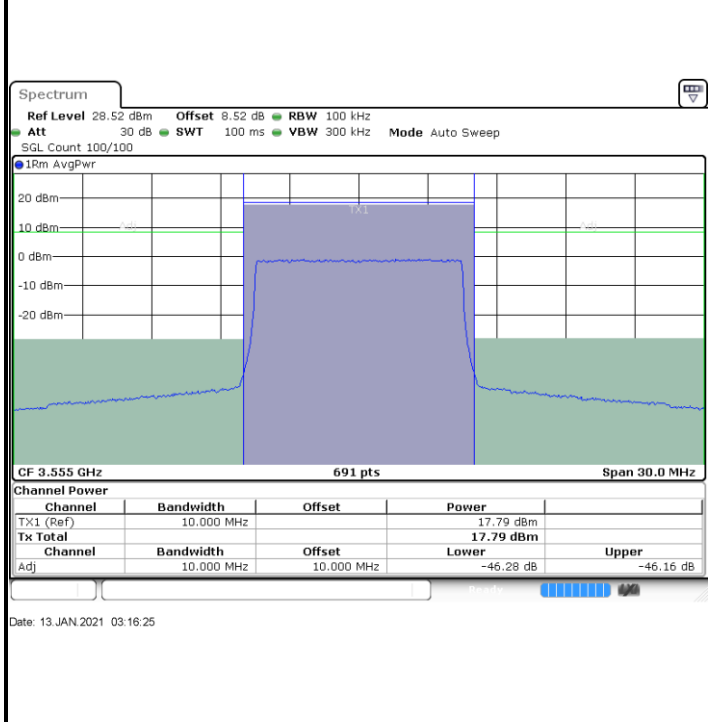 Spectrum
Ref Level 28.52 dBm Offset 8.52 dB RBW 100 kHz
Att 30 dB SWT 100 ms VBW 300 kHz Mode Auto Sweep
SGL Count 100/100
1Rm AvgPwr
20 dBm
TX1
10 dBm Adj Adj
0 dBm
-10 dBm
-20 dBm
CF 3.555 GHz 691 pts Span 30.0 MHz
Channel Power
Channel Bandwidth Offset Power
TX1 (Ref) 10.000 MHz 17.79 dBm
Tx Total 17.79 dBm
Channel Bandwidth Offset Lower Upper
Adj 10.000 MHz 10.000 MHz -46.28 dB -46.16 dB
Ready
Date: 13.JAN.2021 03:16:25